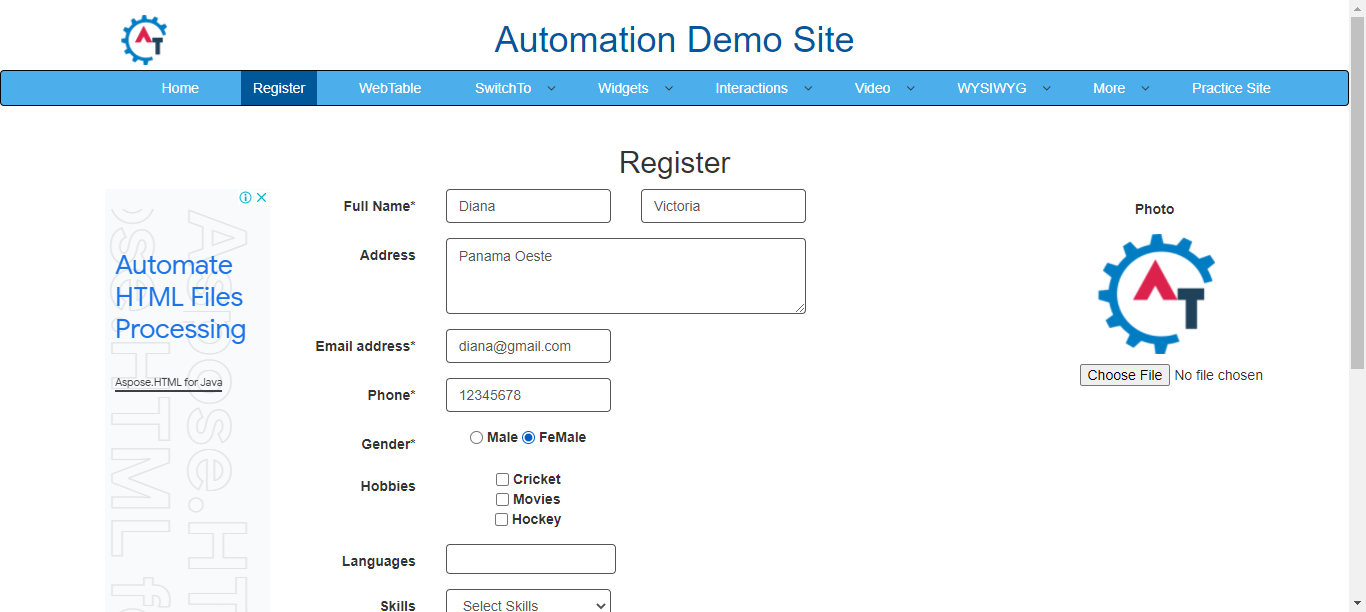 AT
Automation Demo Site
Home Register WebTable SwitchTo Widgets Interactions Video WYSIWYG More Practice Site
Register
Automate
HTML Files
Processing
Aspose.HTML for Java
Full Name* Diana Victoria
Address Panama Oeste
Email address* diana@gmail.com
Phone* 12345678
Gender* Male FeMale
Hobbies Cricket
Movies
Hockey
Languages
Skills Select Skills
Photo
AT
Choose File No file chosen